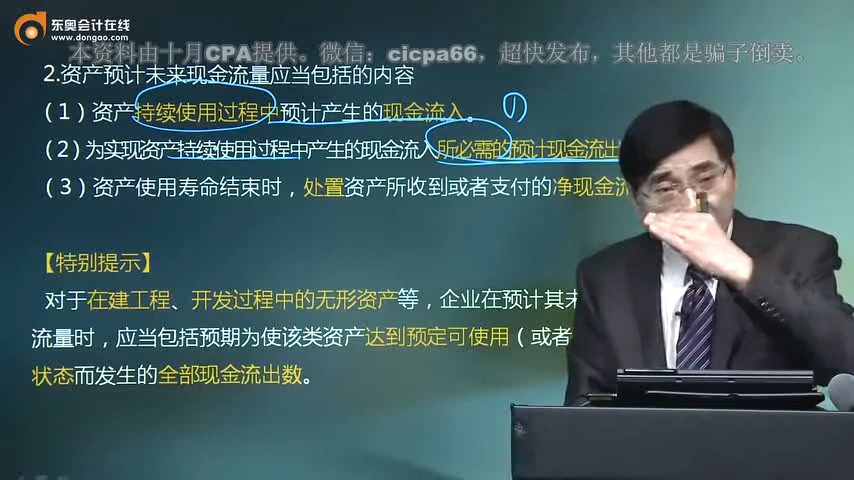 东奥会计在线
www.dongao.com
本资料由十月CPA提供。微信：cicpa66，超快发布，其他都是骗子倒卖。
2.资产预计未来现金流量应当包括的内容
（1）资产持续使用过程中预计产生的现金流入。 ①
（2）为实现资产持续使用过程中产生的现金流入所必需的预计现金流出
（3）资产使用寿命结束时，处置资产所收到或者支付的净现金流
【特别提示】
对于在建工程、开发过程中的无形资产等，企业在预计其未
流量时，应当包括预期为使该类资产达到预定可使用（或者
状态而发生的全部现金流出数。